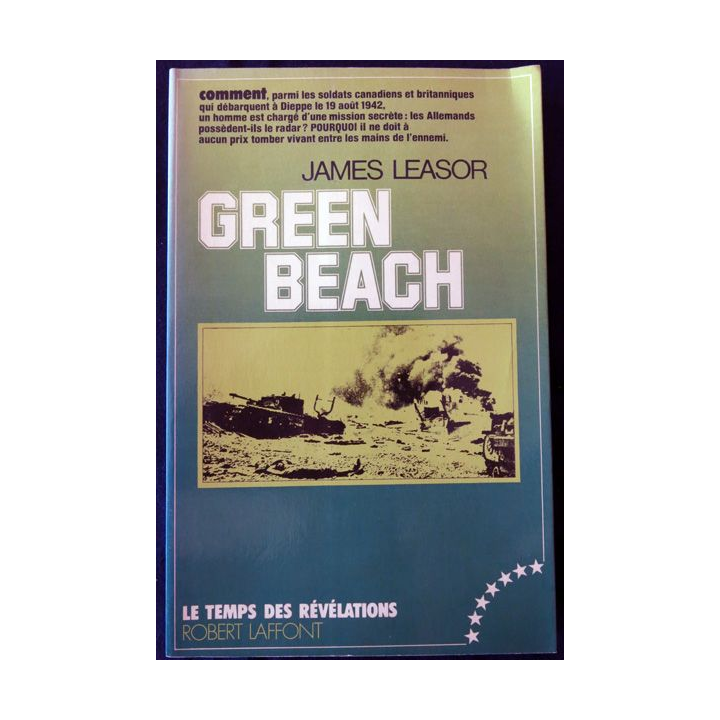 comment, parmi les soldats canadiens et britanniques
qui débarquent à Dieppe le 19 août 1942,
un homme est chargé d'une mission secrète : les Allemands
possèdent-ils le radar ? POURQUOI il ne doit à
aucun prix tomber vivant entre les mains de l'ennemi.
JAMES LEASOR
GREEN
BEACH
LE TEMPS DES RÉVÉLATIONS
ROBERT LAFFONT